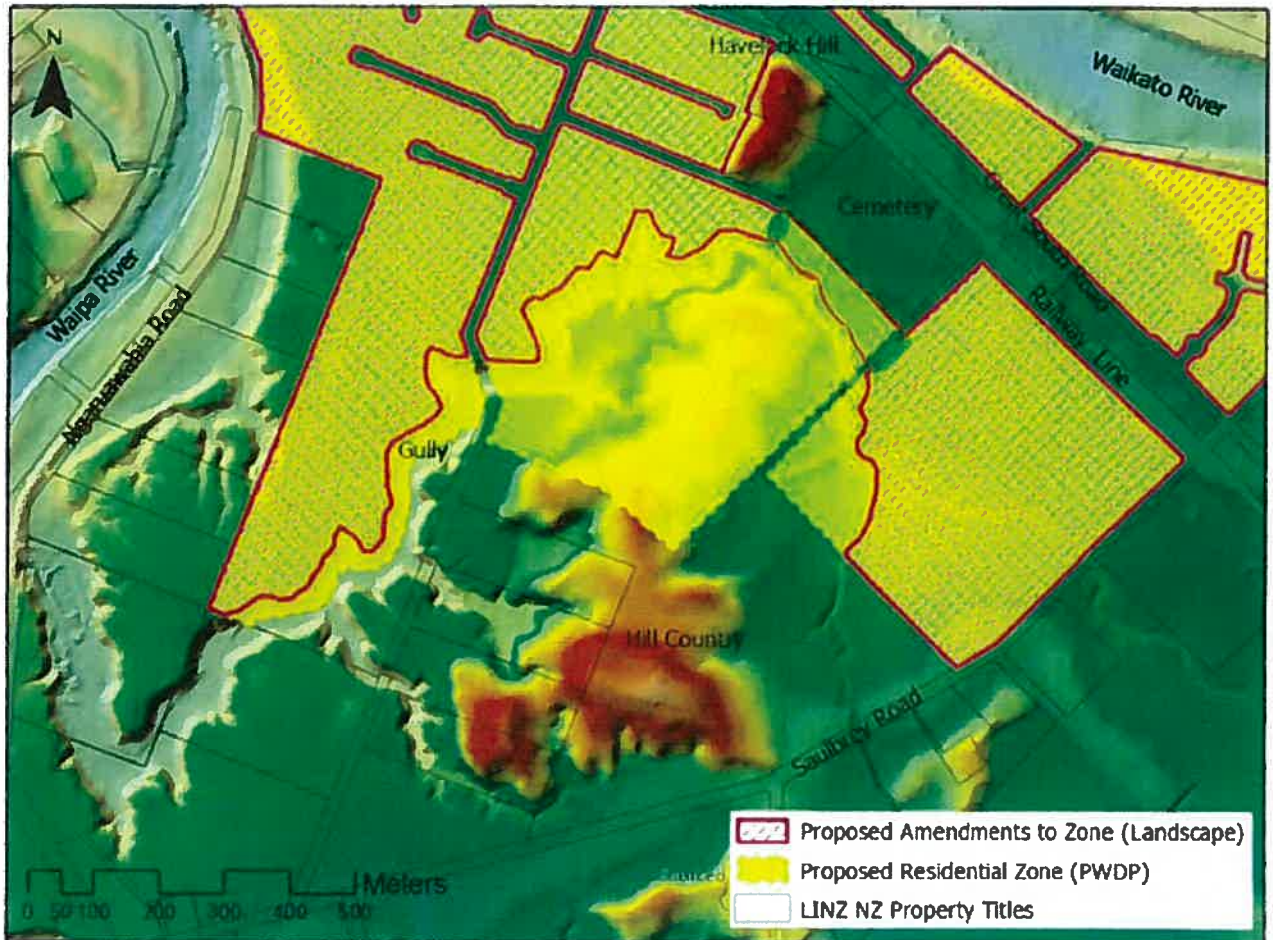 N
Havelock Hill
Waikato River
Cemetery
Great South Road
Railway Line
Waipa River
Ngaruawahia Road
Gully
Hill Country
Saulbrey Road
Proposed Amendments to Zone (Landscape)
Proposed Residential Zone (PWDP)
LINZ NZ Property Titles
Meters
0 50 100 200 300 400 500